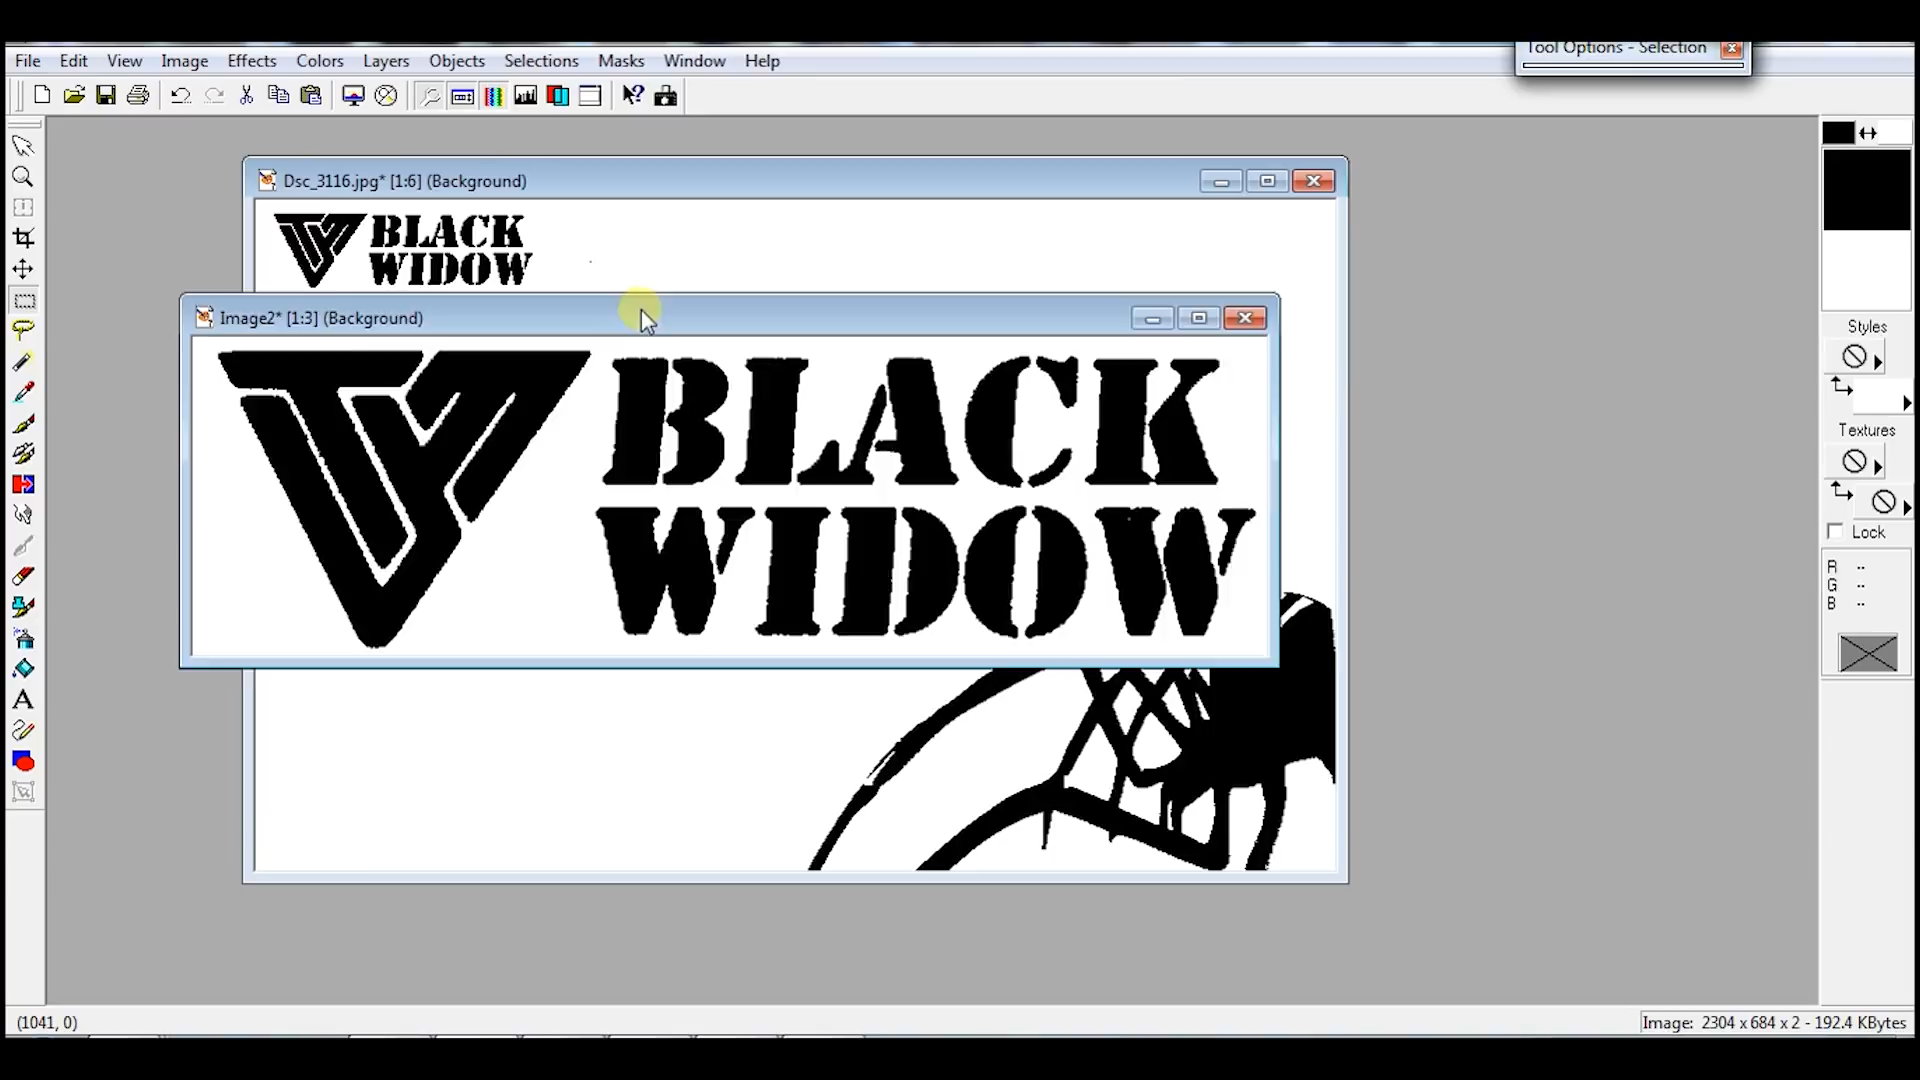 Tool Options - Selection
File Edit View Image Effects Colors Layers Objects Selections Masks Window Help
Dsc_3116.jpg* [1:6] (Background)
BLACK
WIDOW
Image2* [1:3] (Background)
BLACK
WIDOW
Styles
Textures
Lock
R --
G --
B --
(1041, 0)
Image: 2304 x 684 x 2 - 192.4 KBytes